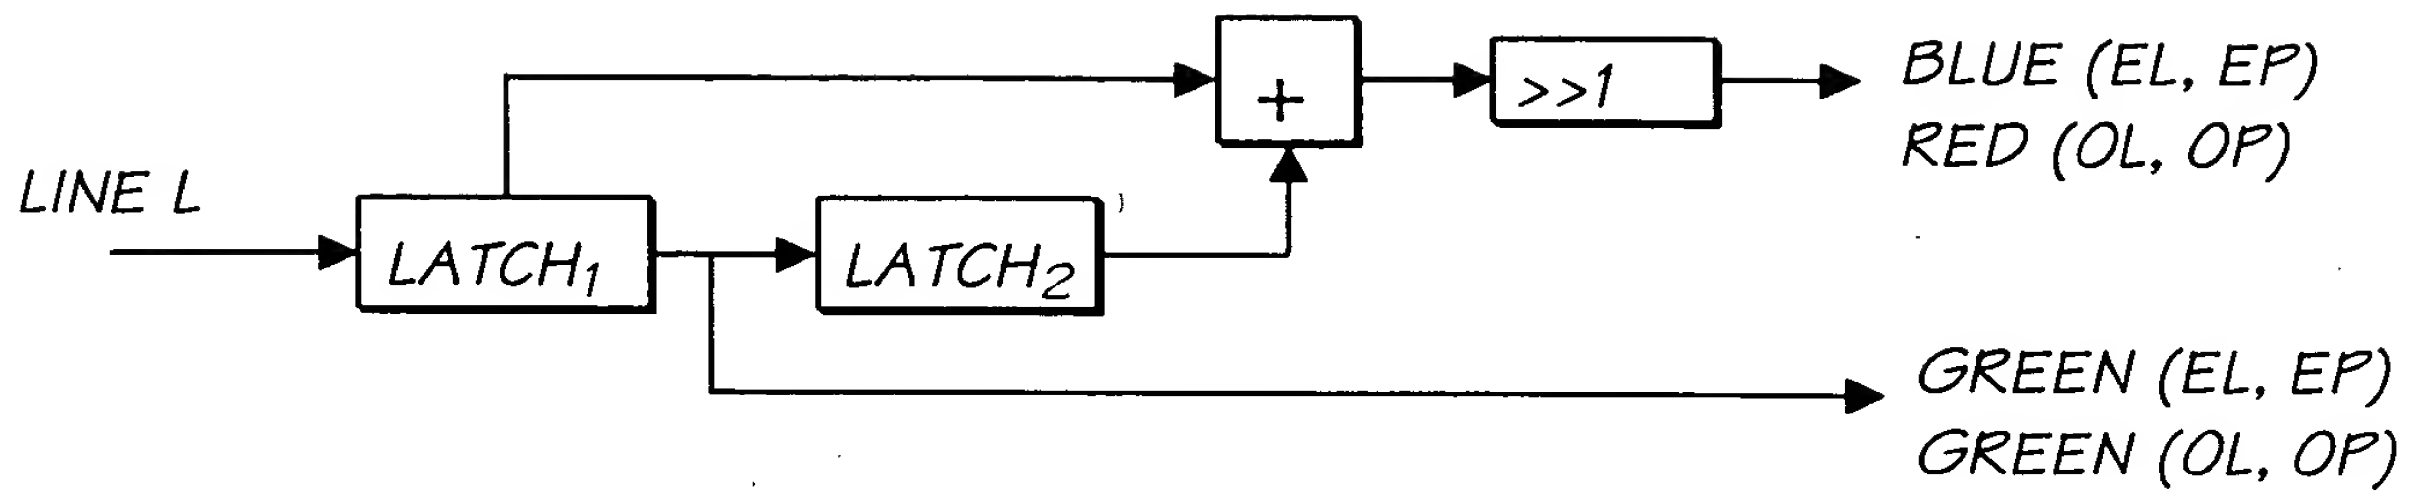 LINE L
LATCH1
LATCH2
+
>>1
BLUE (EL, EP)
RED (OL, OP)
GREEN (EL, EP)
GREEN (OL, OP)